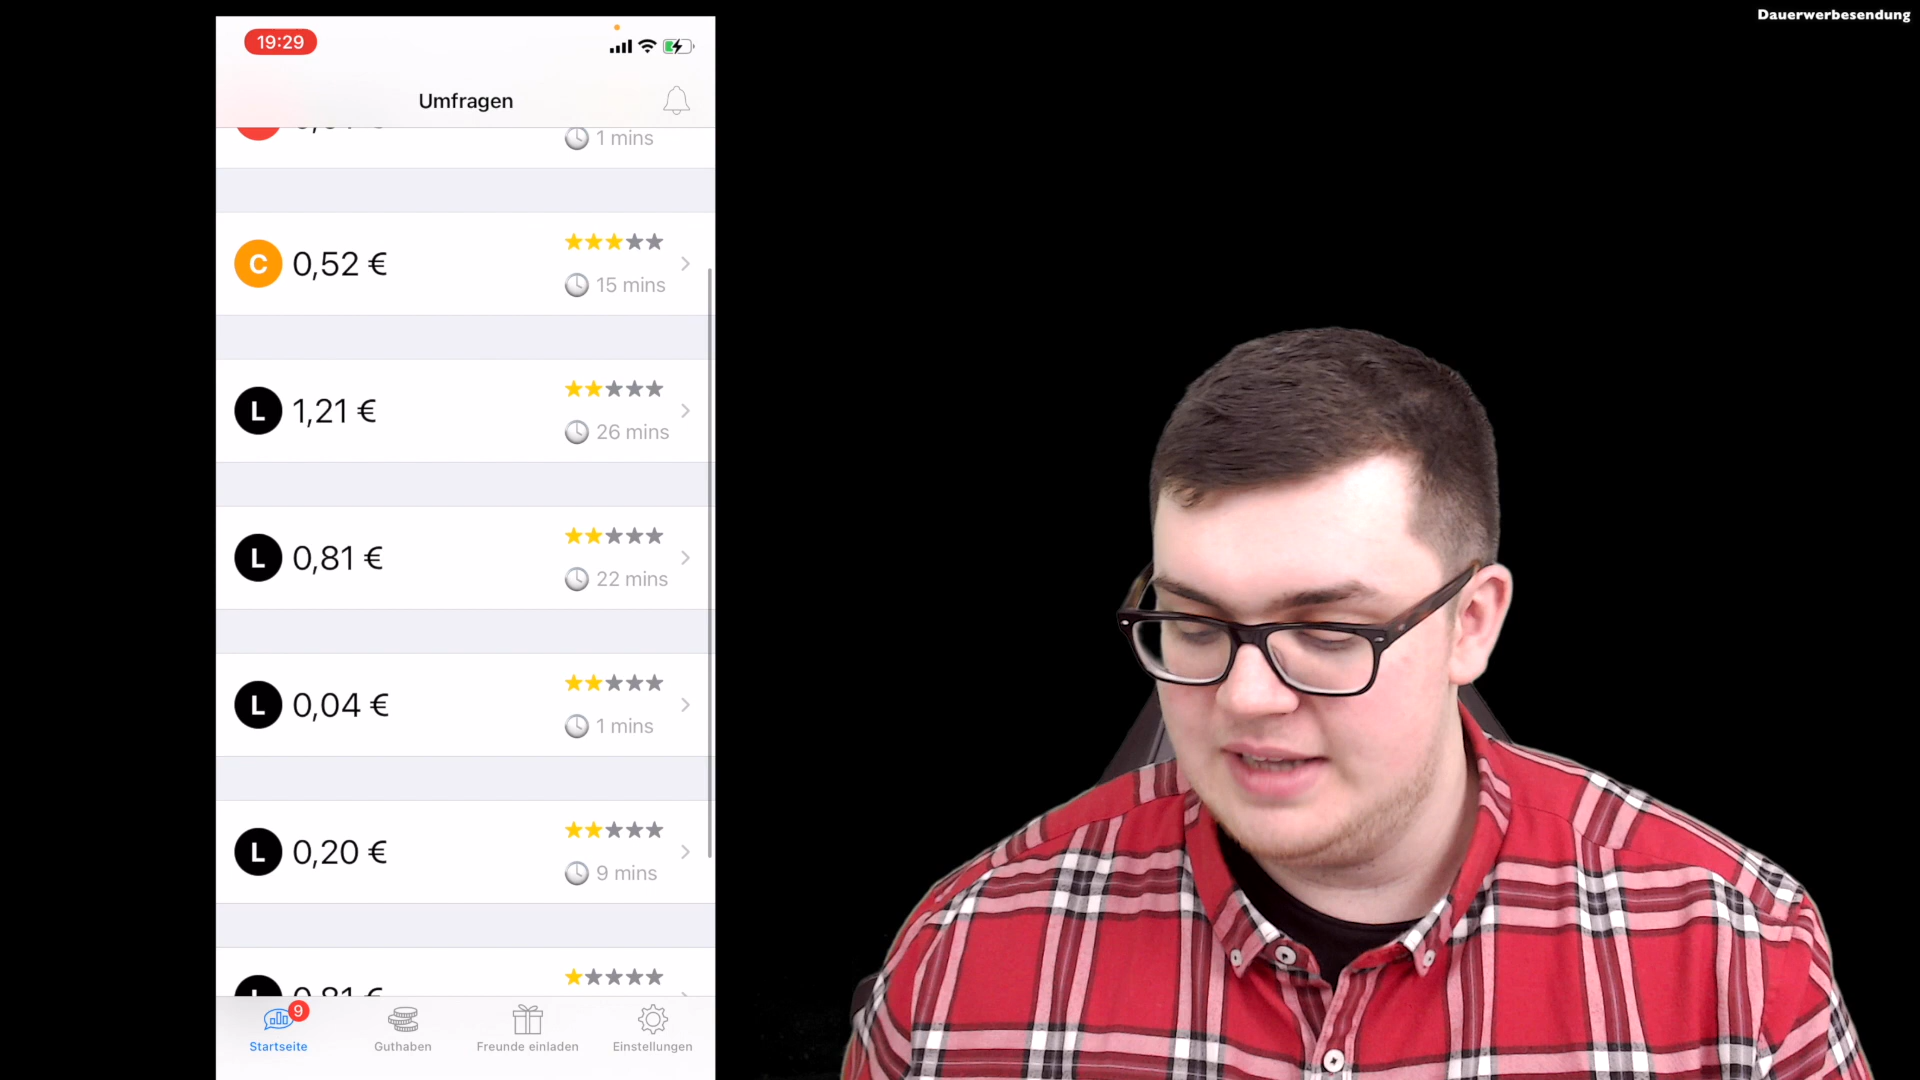 Dauerwerbesendung
19:29
Umfragen
1 mins
C 0,52 €
15 mins
L 1,21 €
26 mins
L 0,81 €
22 mins
L 0,04 €
1 mins
L 0,20 €
9 mins
9
Startseite
Guthaben
Freunde einladen
Einstellungen